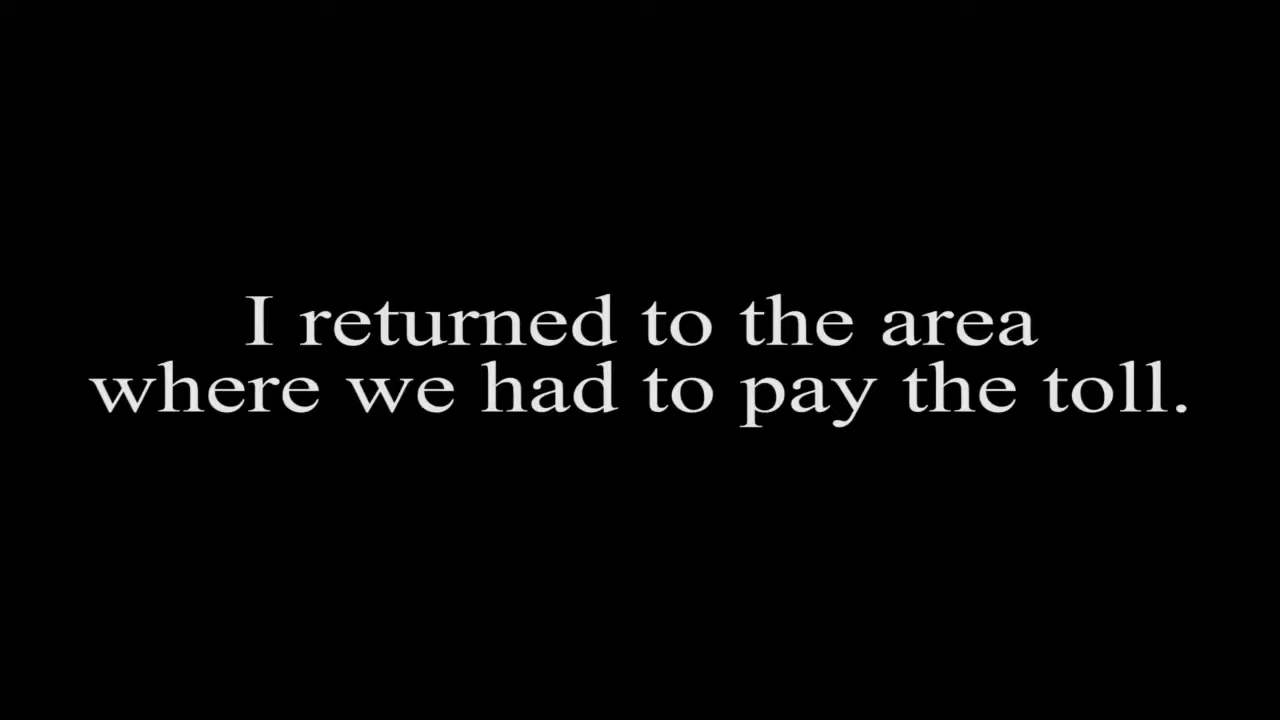 I returned to the area
where we had to pay the toll.